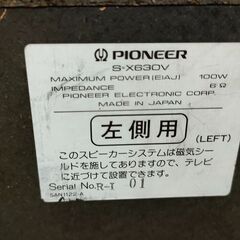 PIONEER
S-X630V
MAXIMUM POWER(EIAJ) 100W
IMPEDANCE 6Ω
PIONEER ELECTRONIC CORP.
MADE IN JAPAN
左側用 (LEFT)
このスピーカーシステムは磁気シー
ルドを施してありますので、テレビ
に近づけて設置できます。
Serial No.R-I 01
SAN1122-A